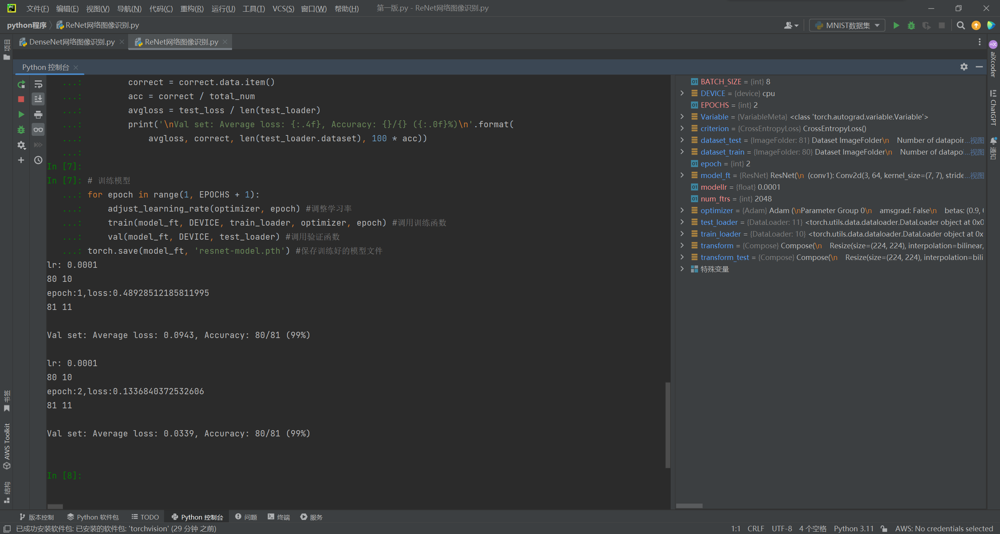 文件(F) 编辑(E) 视图(V) 导航(N) 代码(C) 重构(R) 运行(U) 工具(T) VCS(S) 窗口(W) 帮助(H) 第一版.py - ReNet网络图像识别.py
python程序 ReNet网络图像识别.py MNIST数据集
DenseNet网络图像识别.py ReNet网络图像识别.py
Python 控制台
...: correct = correct.data.item()
...: acc = correct / total_num
...: avgloss = test_loss / len(test_loader)
...: print('\nVal set: Average loss: {:.4f}, Accuracy: {}/{} ({:.0f}%)\n'.format(
...: avgloss, correct, len(test_loader.dataset), 100 * acc))
...:
In [7]:
In [7]: # 训练模型
...: for epoch in range(1, EPOCHS + 1):
...: adjust_learning_rate(optimizer, epoch) #调整学习率
...: train(model_ft, DEVICE, train_loader, optimizer, epoch) #调用训练函数
...: val(model_ft, DEVICE, test_loader) #调用验证函数
...: torch.save(model_ft, 'resnet-model.pth') #保存训练好的模型文件
lr: 0.0001
80 10
epoch:1,loss:0.48928512185811995
81 11
Val set: Average loss: 0.0943, Accuracy: 80/81 (99%)
lr: 0.0001
80 10
epoch:2,loss:0.1336840372532606
81 11
Val set: Average loss: 0.0339, Accuracy: 80/81 (99%)
In [8]:
BATCH_SIZE = {int} 8
DEVICE = {device} cpu
EPOCHS = {int} 2
Variable = {VariableMeta} <class 'torch.autograd.variable.Variable'>
criterion = {CrossEntropyLoss} CrossEntropyLoss()
dataset_test = {ImageFolder: 81} Dataset ImageFolder\n Number of datapoin...视图
dataset_train = {ImageFolder: 80} Dataset ImageFolder\n Number of datapoi...视图
epoch = {int} 2
model_ft = {ResNet} ResNet(\n (conv1): Conv2d(3, 64, kernel_size=(7, 7), stride...视图
modellr = {float} 0.0001
num_ftrs = {int} 2048
optimizer = {Adam} Adam (\nParameter Group 0\n amsgrad: False\n betas: (0.9,
test_loader = {DataLoader: 11} <torch.utils.data.dataloader.DataLoader object at 0x0
train_loader = {DataLoader: 10} <torch.utils.data.dataloader.DataLoader object at 0x
transform = {Compose} Compose(\n Resize(size=(224, 224), interpolation=bilinear,
transform_test = {Compose} Compose(\n Resize(size=(224, 224), interpolation=bili
特殊变量
项目
书签
AWS Toolkit
结构
aiXcoder
ChatGPT
通知
版本控制 Python 软件包 TODO Python 控制台 问题 终端 服务
已成功安装软件包: 已安装的软件包: 'torchvision' (29 分钟 之前) 1:1 CRLF UTF-8 4 个空格 Python 3.11 AWS: No credentials selected